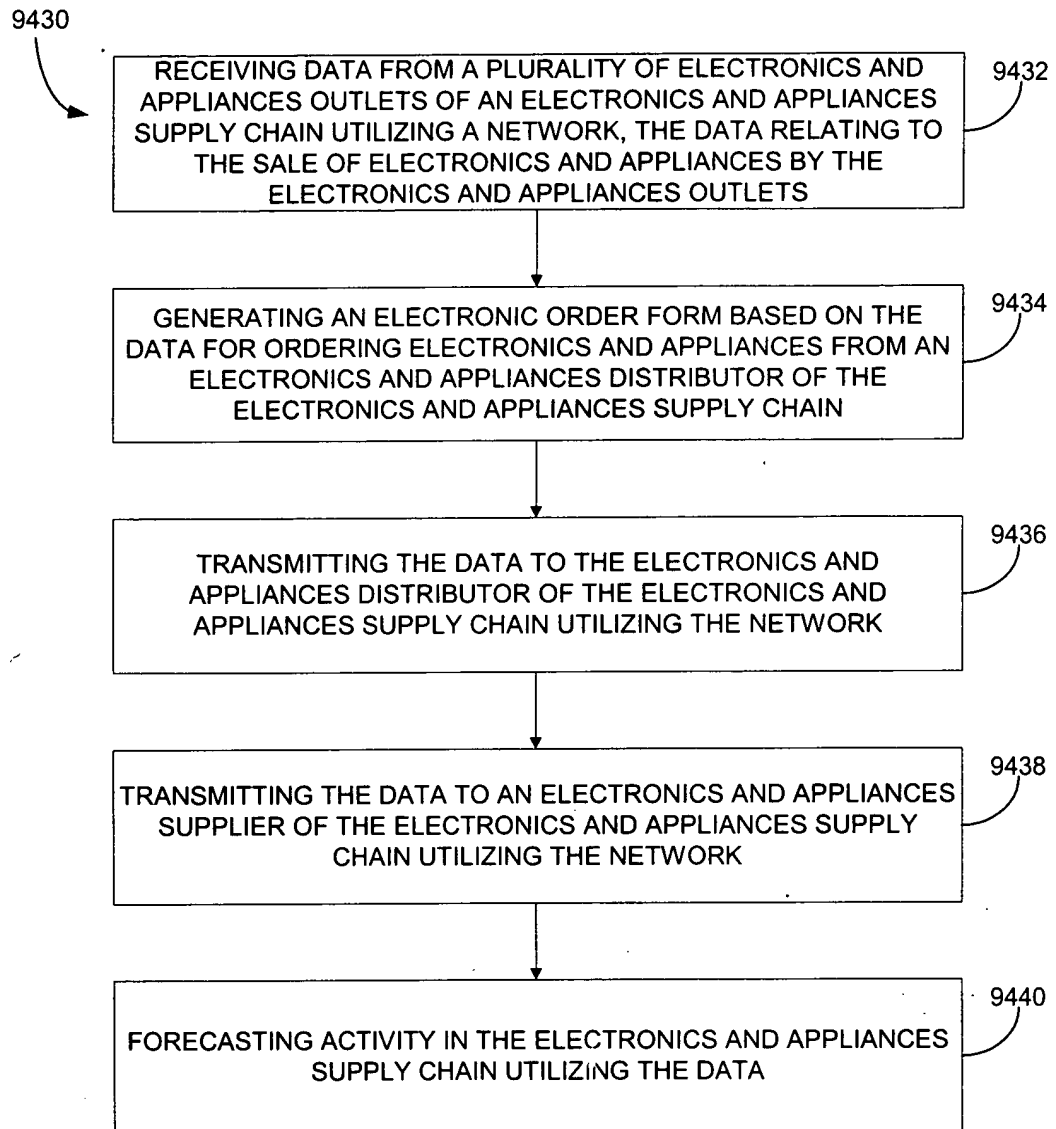 9430
RECEIVING DATA FROM A PLURALITY OF ELECTRONICS AND
APPLIANCES OUTLETS OF AN ELECTRONICS AND APPLIANCES
SUPPLY CHAIN UTILIZING A NETWORK, THE DATA RELATING TO
THE SALE OF ELECTRONICS AND APPLIANCES BY THE
ELECTRONICS AND APPLIANCES OUTLETS
9432
GENERATING AN ELECTRONIC ORDER FORM BASED ON THE
DATA FOR ORDERING ELECTRONICS AND APPLIANCES FROM AN
ELECTRONICS AND APPLIANCES DISTRIBUTOR OF THE
ELECTRONICS AND APPLIANCES SUPPLY CHAIN
9434
TRANSMITTING THE DATA TO THE ELECTRONICS AND
APPLIANCES DISTRIBUTOR OF THE ELECTRONICS AND
APPLIANCES SUPPLY CHAIN UTILIZING THE NETWORK
9436
TRANSMITTING THE DATA TO AN ELECTRONICS AND APPLIANCES
SUPPLIER OF THE ELECTRONICS AND APPLIANCES SUPPLY
CHAIN UTILIZING THE NETWORK
9438
FORECASTING ACTIVITY IN THE ELECTRONICS AND APPLIANCES
SUPPLY CHAIN UTILIZING THE DATA
9440